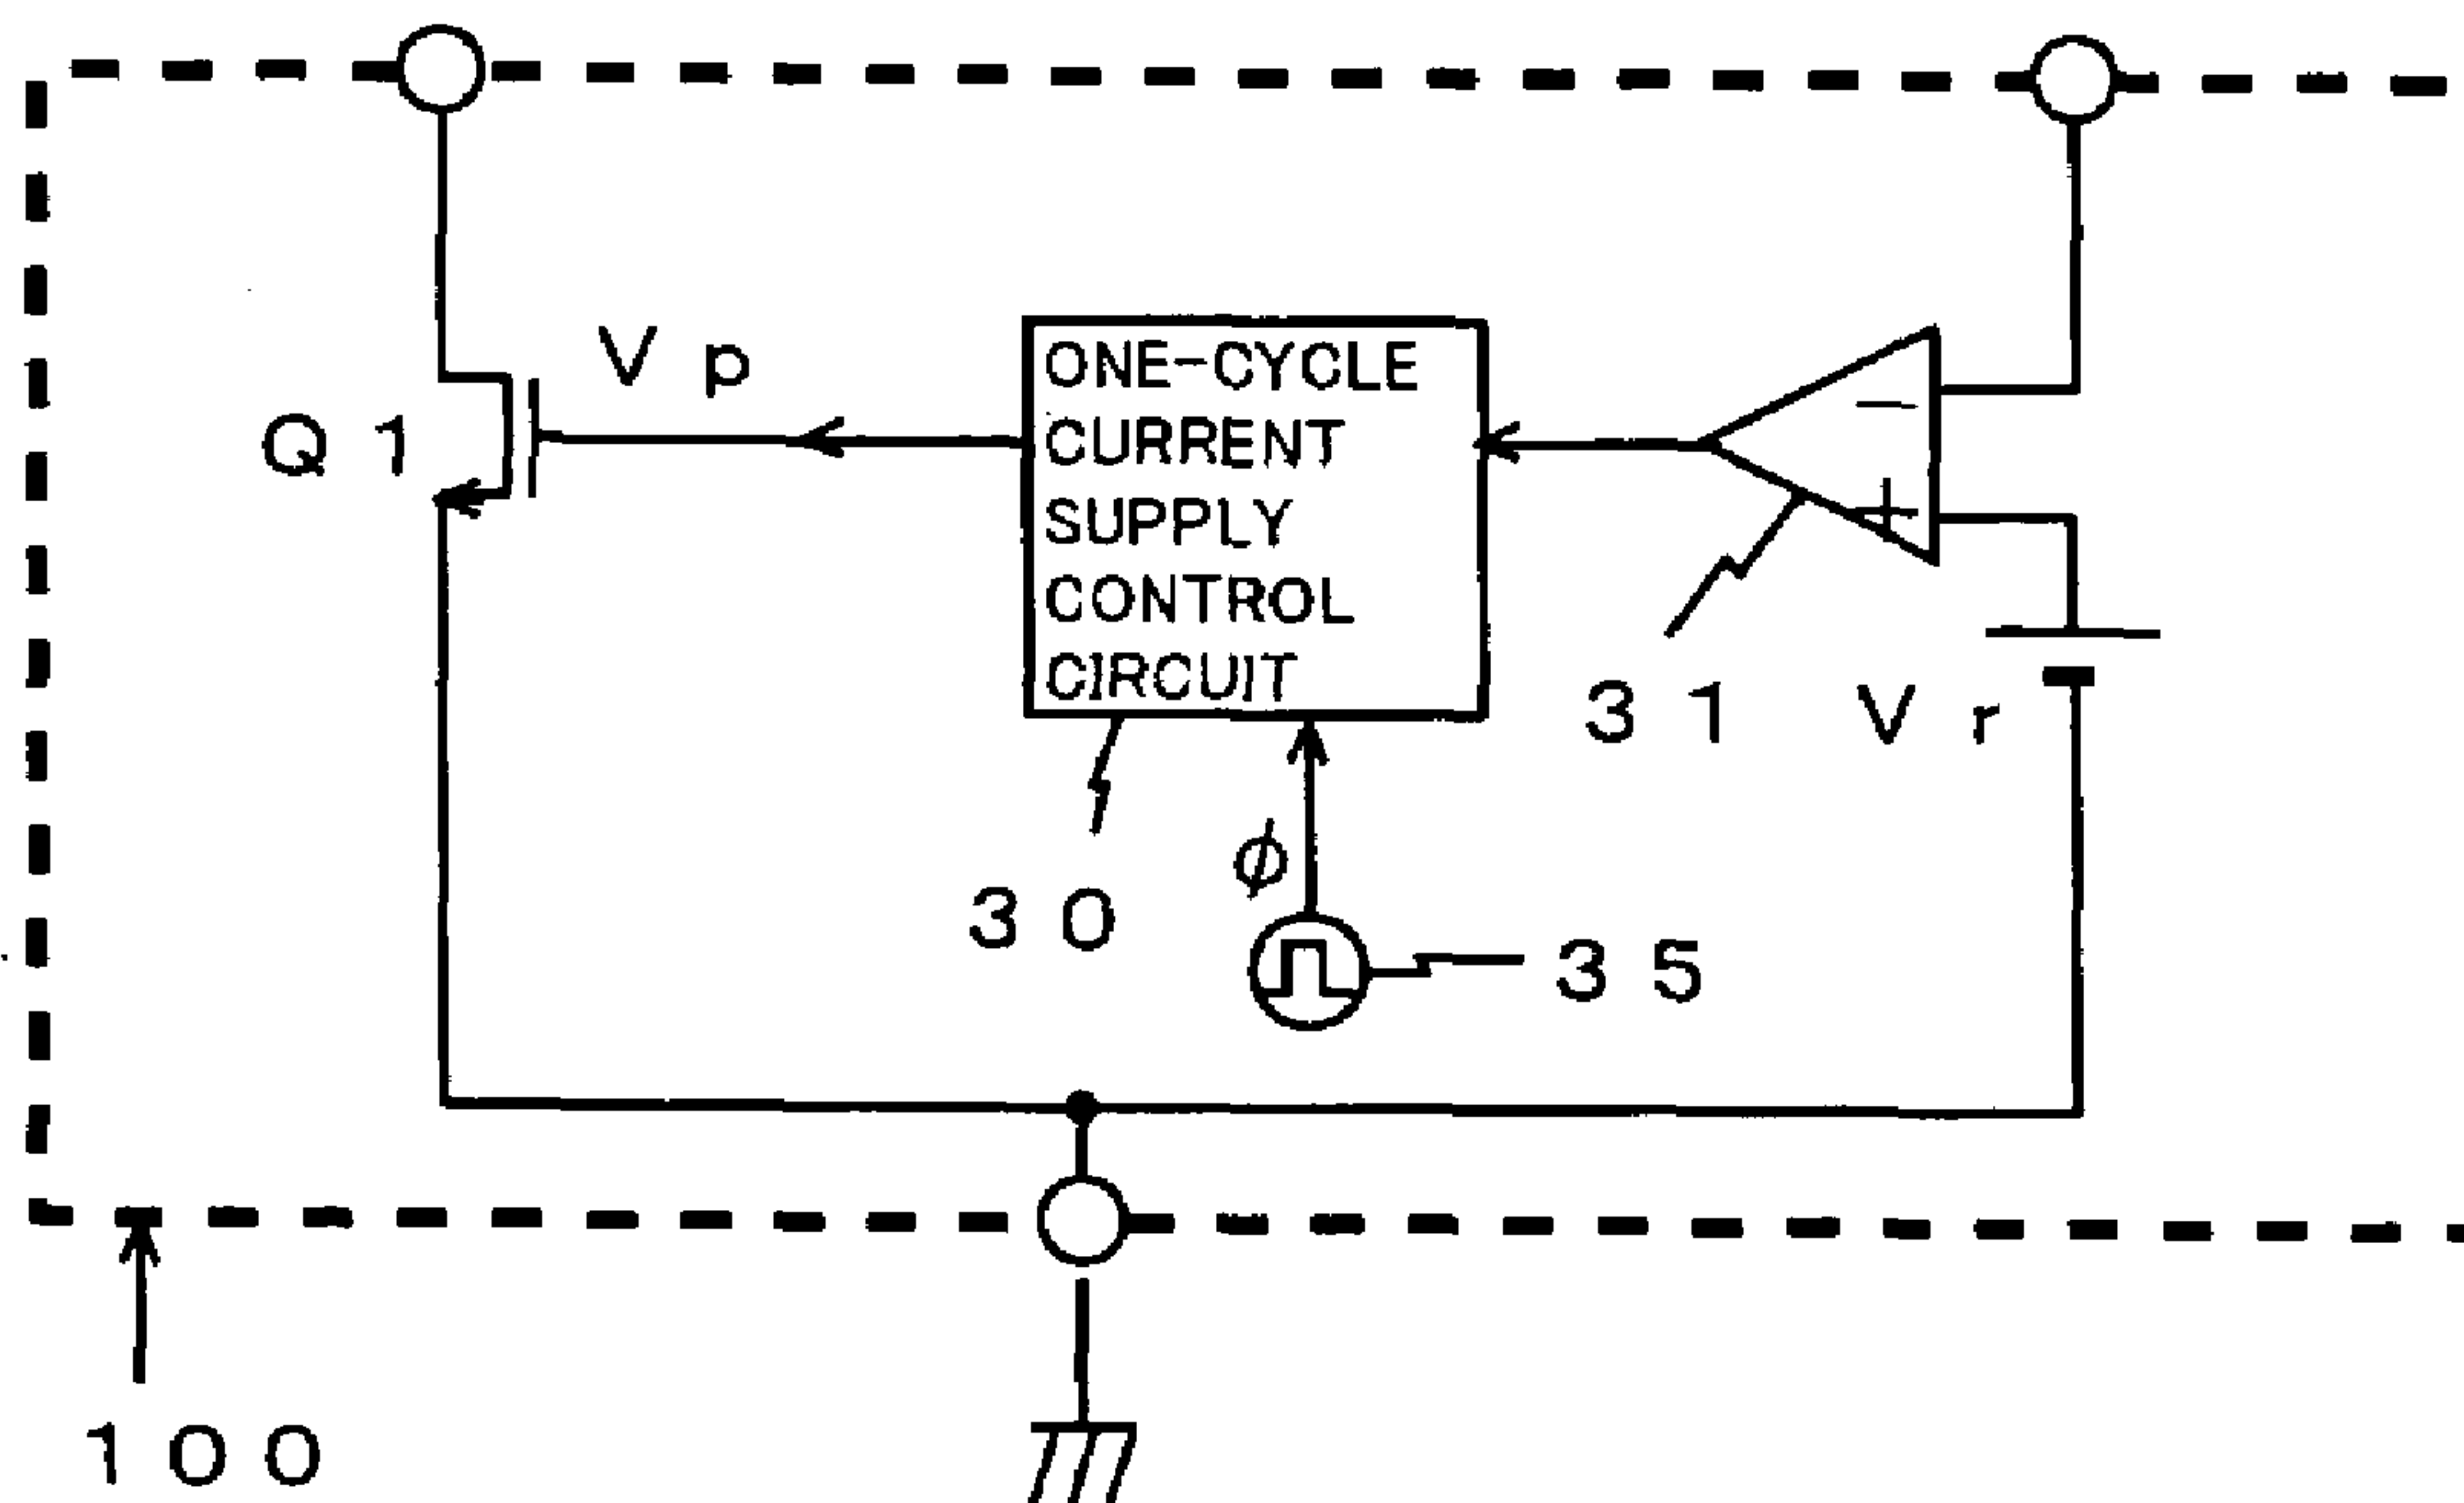 V p
Q 1
ONE-CYCLE
CURRENT
SUPPLY
CONTROL
CIRCUIT
−
+
3 1
V r
3 0
ϕ
3 5
1 0 0